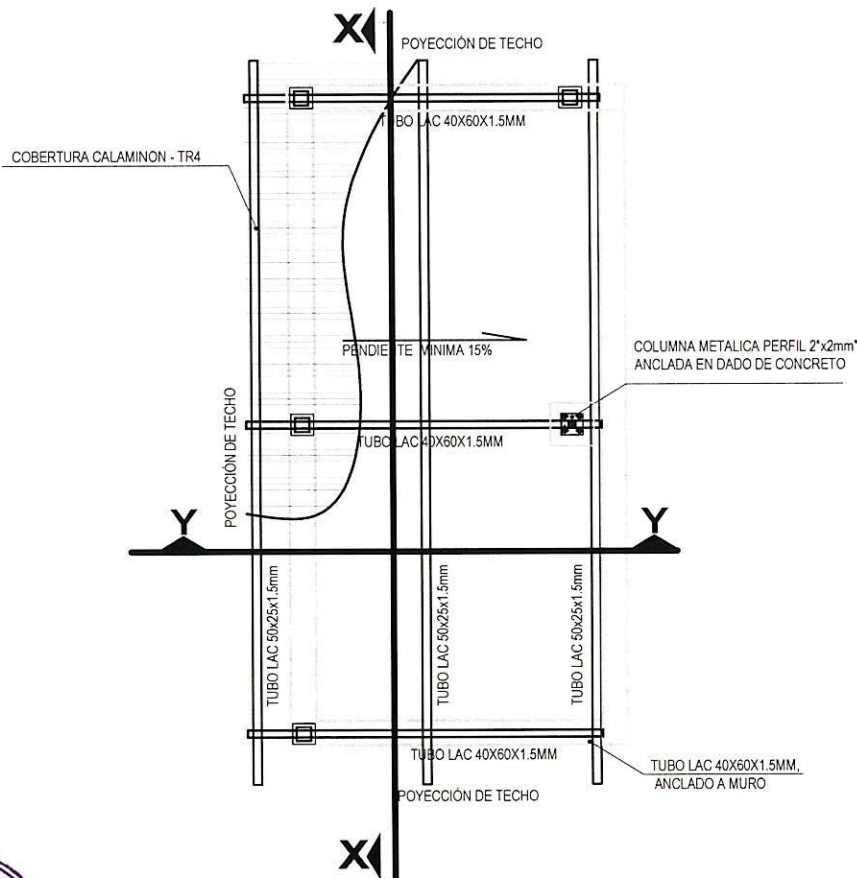 X
POYECCIÓN DE TECHO
TUBO LAC 40X60X1.5MM
COBERTURA CALAMINON - TR4
PENDIENTE MINIMA 15%
COLUMNA METALICA PERFIL 2"x2mm"
ANCLADA EN DADO DE CONCRETO
POYECCIÓN DE TECHO
TUBO LAC 40X60X1.5MM
Y
Y
TUBO LAC 50x25x1.5mm
TUBO LAC 50x25x1.5mm
TUBO LAC 50x25x1.5mm
TUBO LAC 40X60X1.5MM
TUBO LAC 40X60X1.5MM,
ANCLADO A MURO
POYECCIÓN DE TECHO
X